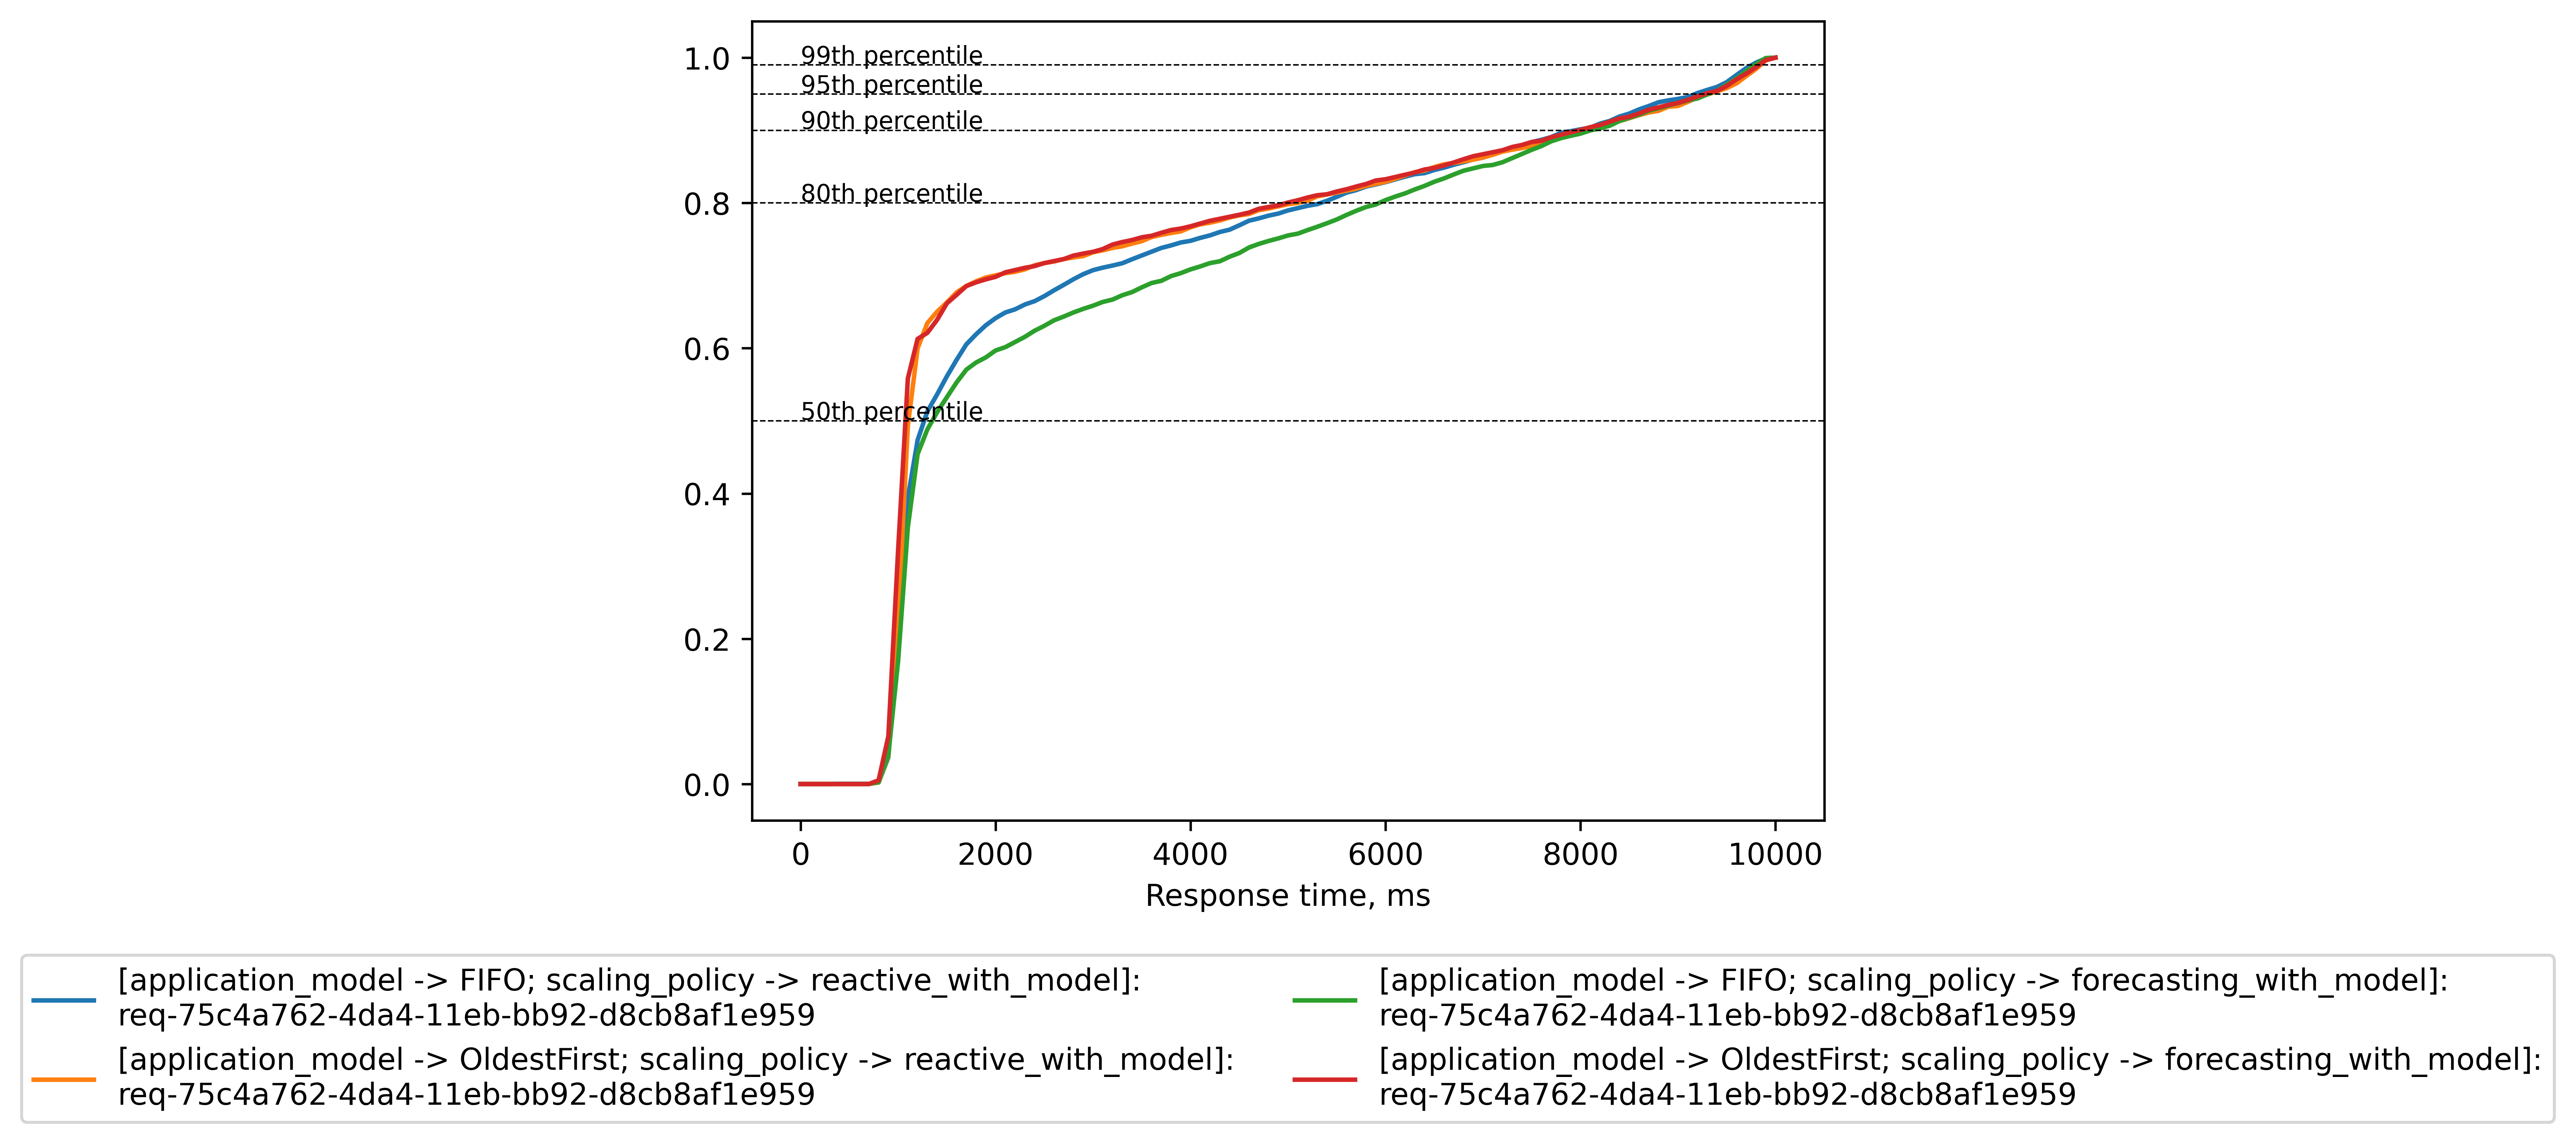 1.0
0.8
0.6
0.4
0.2
0.0
99th percentile
95th percentile
90th percentile
80th percentile
50th percentile
0 2000 4000 6000 8000 10000
Response time, ms
[application_model -> FIFO; scaling_policy -> reactive_with_model]:
req-75c4a762-4da4-11eb-bb92-d8cb8af1e959
[application_model -> OldestFirst; scaling_policy -> reactive_with_model]:
req-75c4a762-4da4-11eb-bb92-d8cb8af1e959
[application_model -> FIFO; scaling_policy -> forecasting_with_model]:
req-75c4a762-4da4-11eb-bb92-d8cb8af1e959
[application_model -> OldestFirst; scaling_policy -> forecasting_with_model]:
req-75c4a762-4da4-11eb-bb92-d8cb8af1e959